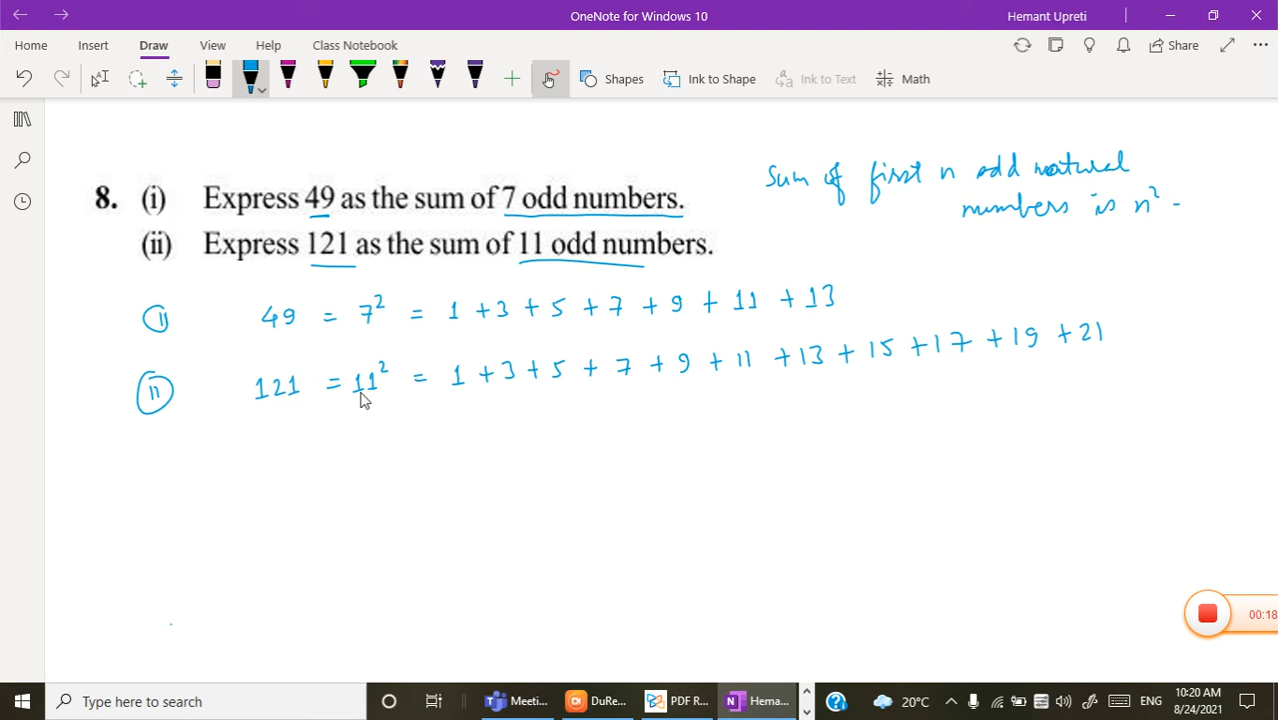 OneNote for Windows 10
Hemant Upreti
Home Insert Draw View Help Class Notebook Share
Shapes Ink to Shape Ink to Text Math
Sum of first n odd natural
numbers is n²
8. (i) Express 49 as the sum of 7 odd numbers.
(ii) Express 121 as the sum of 11 odd numbers.
(i) 49 = 7² = 1 + 3 + 5 + 7 + 9 + 11 + 13
(ii) 121 = 11² = 1 + 3 + 5 + 7 + 9 + 11 + 13 + 15 + 17 + 19 + 21
00:18
Type here to search
Meeti...
DuRe...
PDF R...
Hema...
20°C
ENG
10:20 AM
8/24/2021